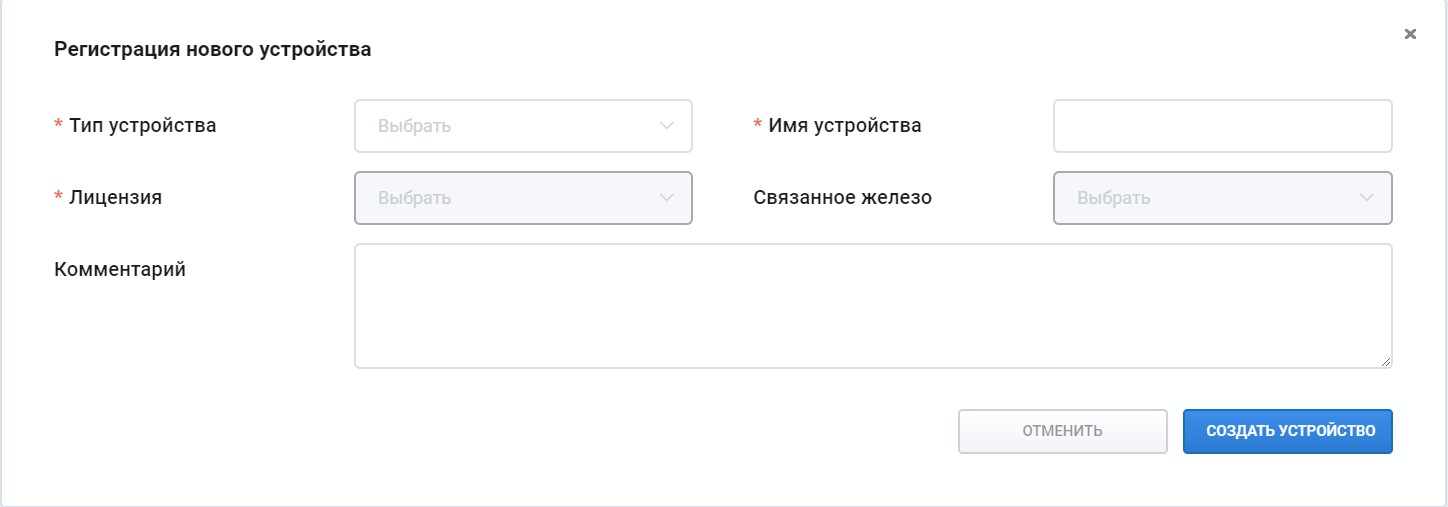 Регистрация нового устройства
* Тип устройства Выбрать * Имя устройства
* Лицензия Выбрать Связанное железо Выбрать
Комментарий
ОТМЕНИТЬ СОЗДАТЬ УСТРОЙСТВО